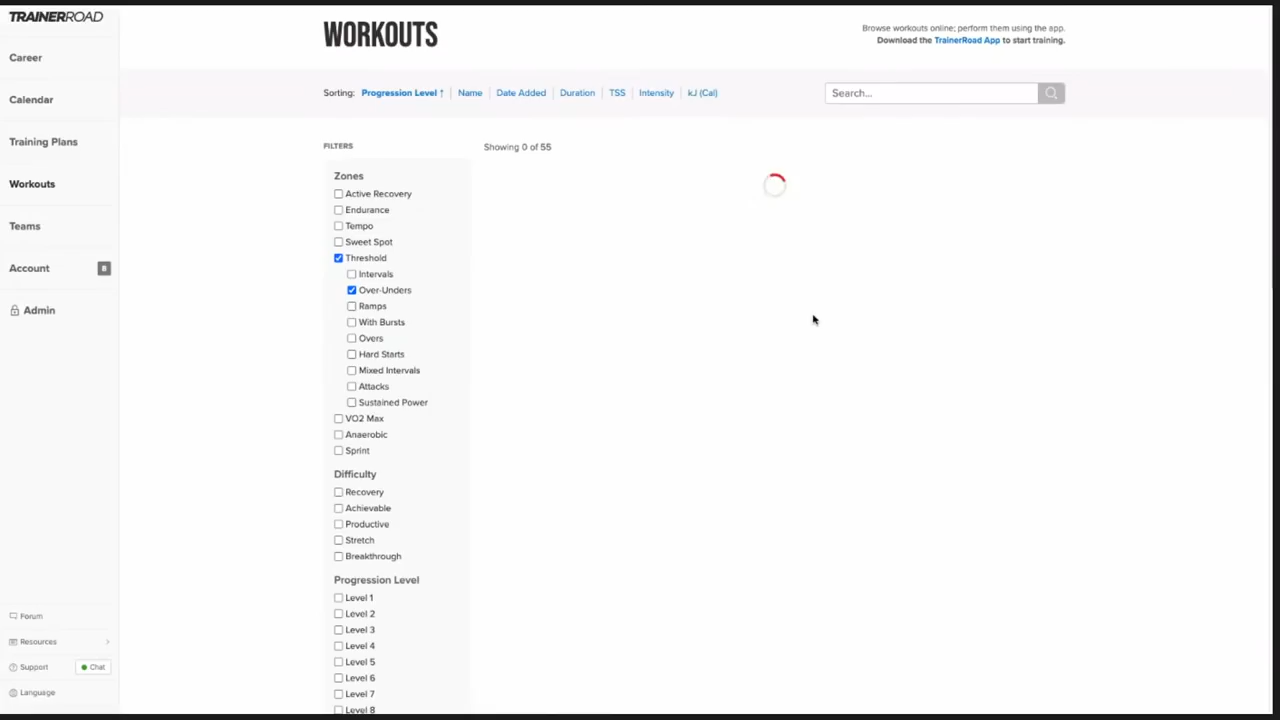 TRAINERROAD
Career
Calendar
Training Plans
Workouts
Teams
Account
8
Admin
Forum
Resources
Support
Chat
Language
WORKOUTS
Browse workouts online; perform them using the app.
Download the TrainerRoad App to start training.
Sorting: Progression Level ↑ Name Date Added Duration TSS Intensity kJ (Cal)
Search...
FILTERS
Showing 0 of 55
Zones
Active Recovery
Endurance
Tempo
Sweet Spot
Threshold
Intervals
Over-Unders
Ramps
With Bursts
Overs
Hard Starts
Mixed Intervals
Attacks
Sustained Power
VO2 Max
Anaerobic
Sprint
Difficulty
Recovery
Achievable
Productive
Stretch
Breakthrough
Progression Level
Level 1
Level 2
Level 3
Level 4
Level 5
Level 6
Level 7
Level 8